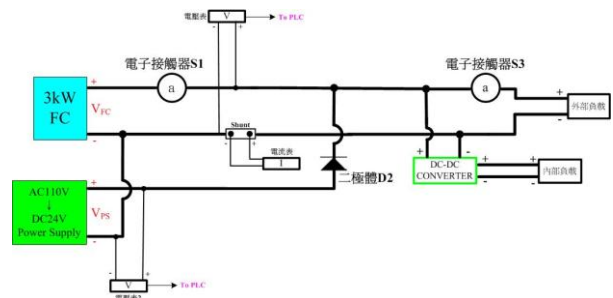 電壓表
V
To PLC
- +
電子接觸器S1
電子接觸器S3
+
a
a
+
3kW
FC
VFC
-
Shunt
- +
電流表
I
二極體D2
+ -
DC-DC
CONVERTER
+
-
外部負載
-
+
-
內部負載
AC110V
↓
DC24V
Power Supply
+
VPS
-
- +
V
To PLC